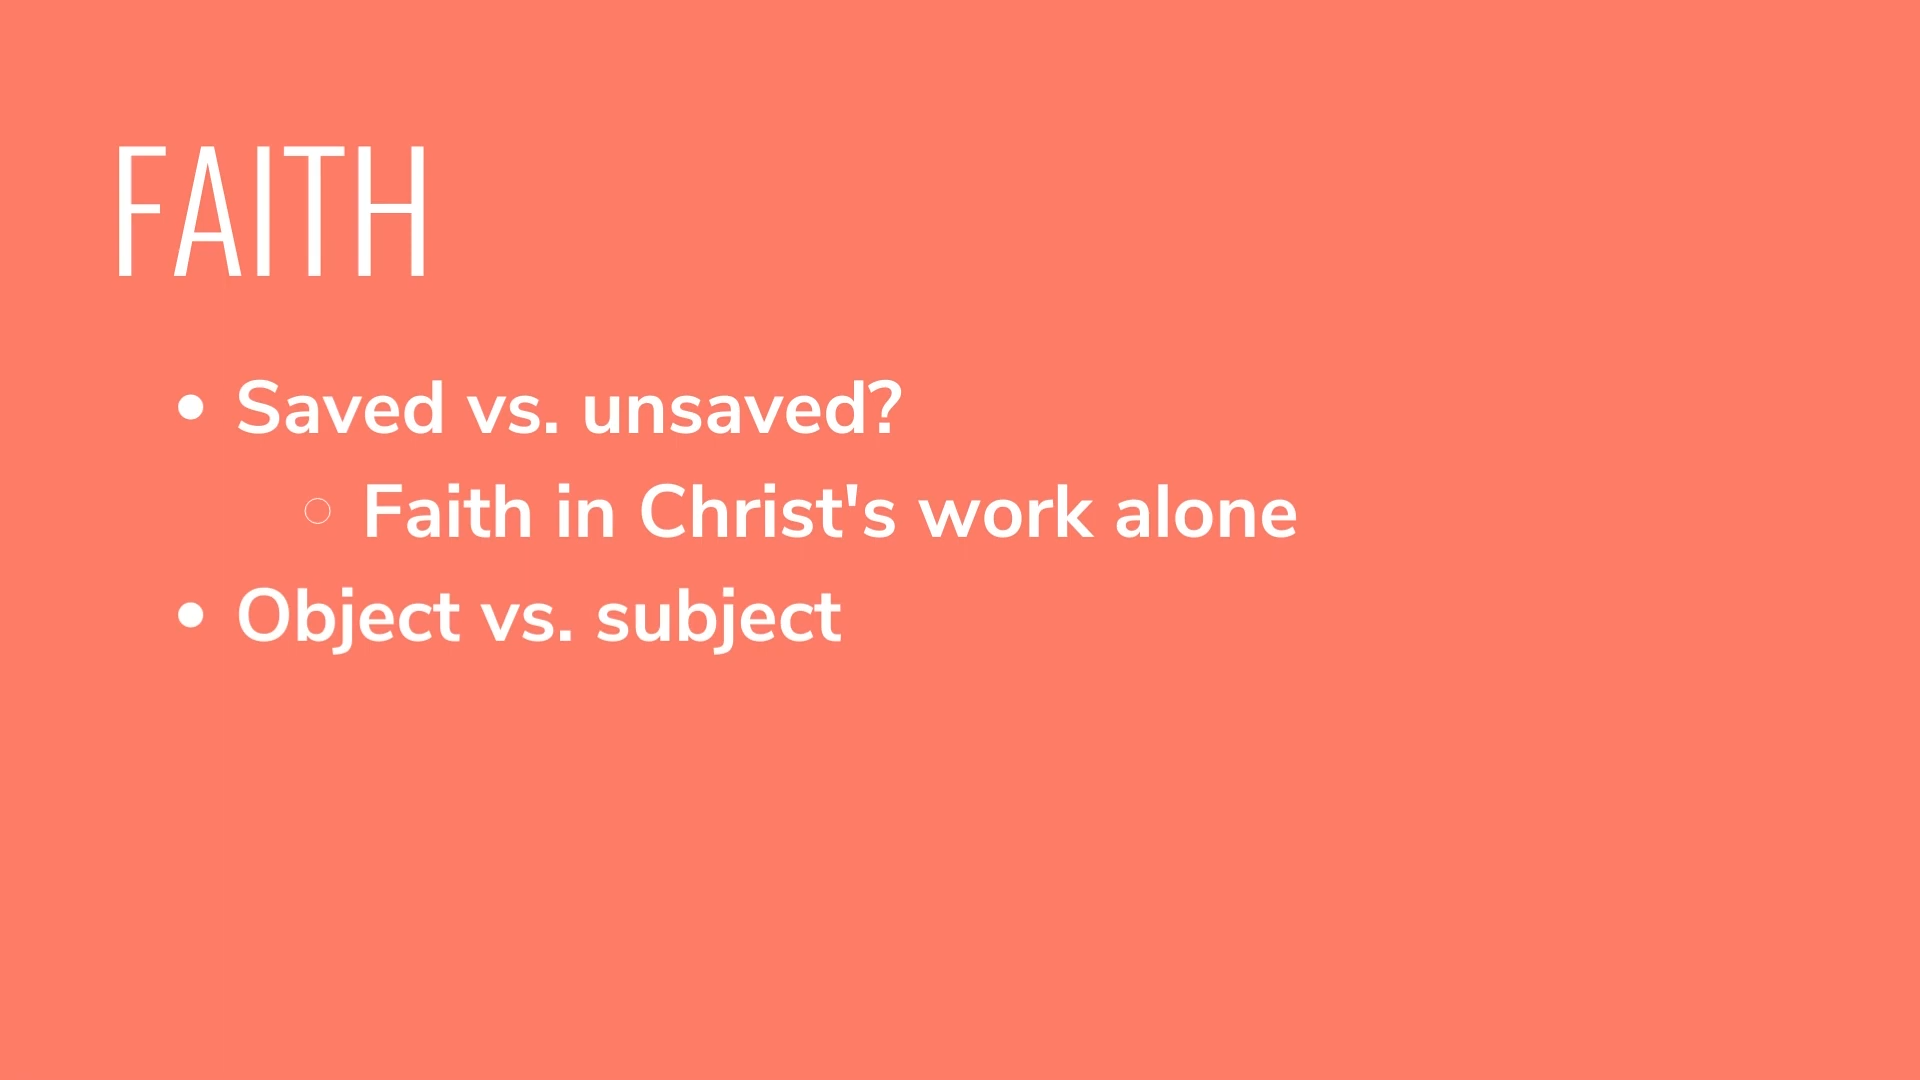 FAITH
Saved vs. unsaved?
Faith in Christ's work alone
Object vs. subject